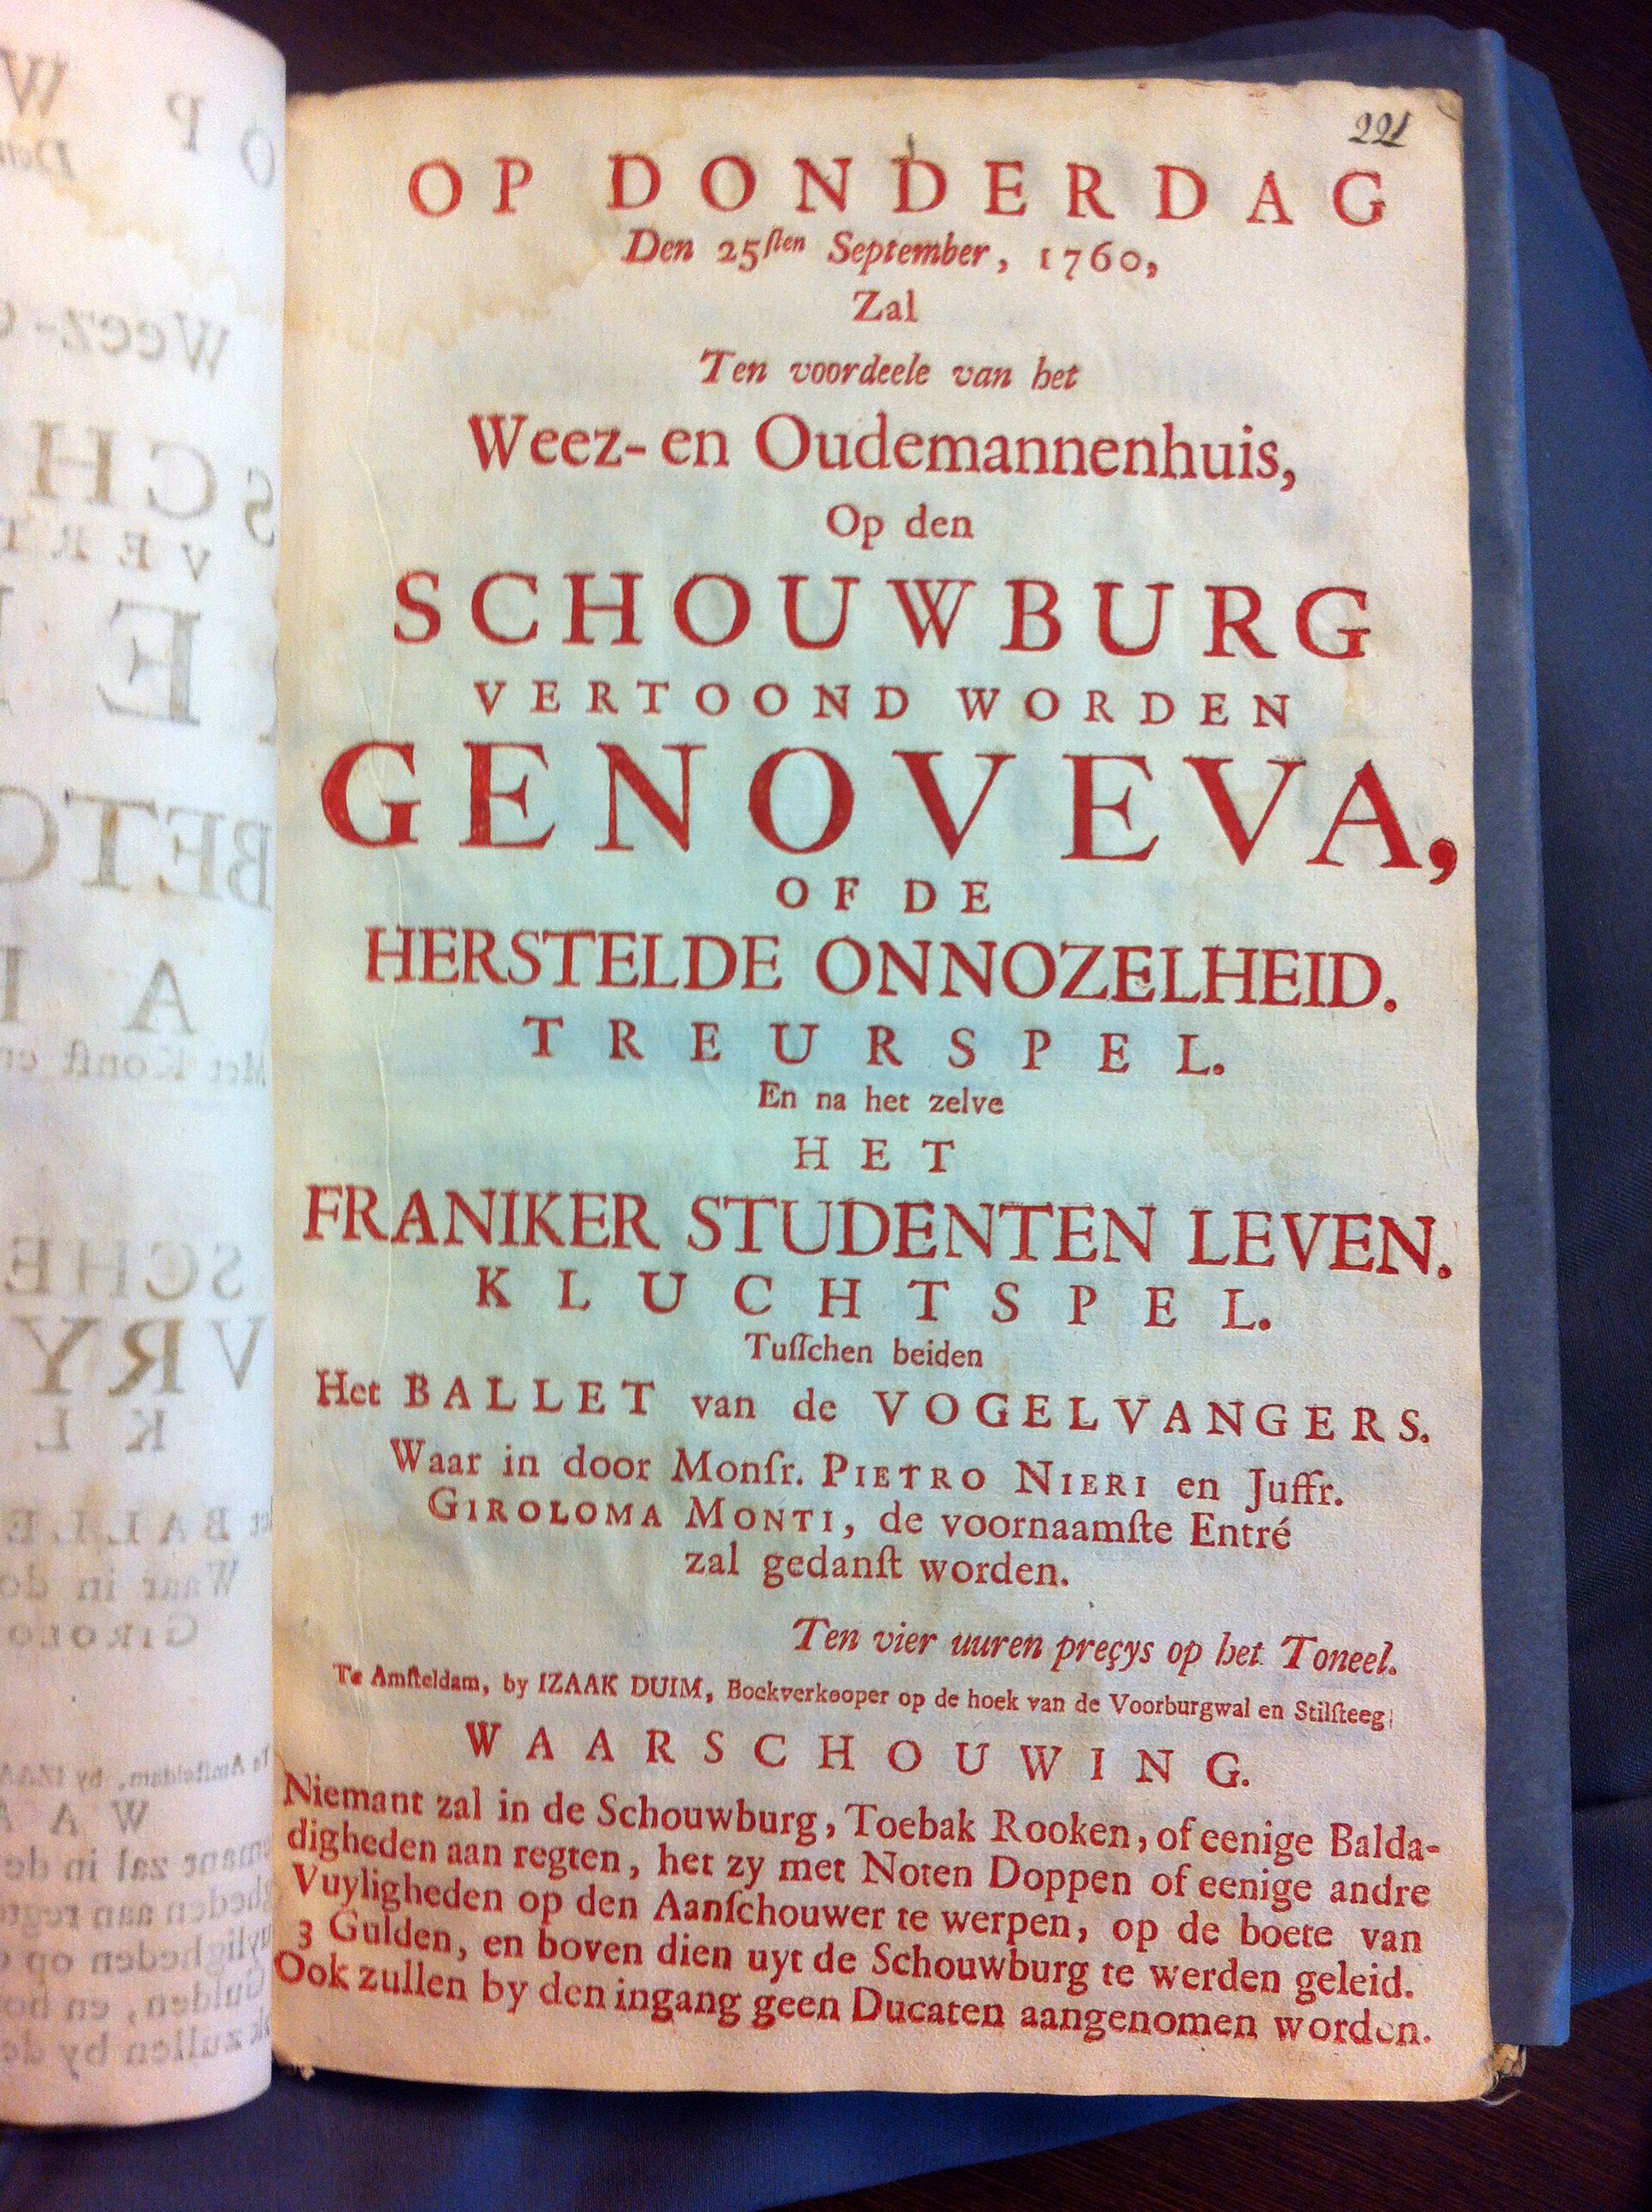 221
OP DONDERDAG
Den 25ſten September, 1760,
Zal
Ten voordeele van het
Weez- en Oudemannenhuis,
Op den
SCHOUWBURG
VERTOOND WORDEN
GENOVEVA,
OF DE
HERSTELDE ONNOZELHEID.
TREURSPEL.
En na het zelve
HET
FRANIKER STUDENTEN LEVEN.
KLUCHTSPEL.
Tuſſchen beiden
Het BALLET van de VOGELVANGERS.
Waar in door Monſr. PIETRO NIERI en Juffr.
GIROLOMA MONTI, de voornaamſte Entré
zal gedanſt worden.
Ten vier uuren preçys op het Toneel.
Te Amſteldam, by IZAAK DUIM, Boekverkooper op de hoek van de Voorburgwal en Stilſteeg
WAARSCHOUWING.
Niemant zal in de Schouwburg, Toebak Rooken, of eenige Balda-
digheden aan regten, het zy met Noten Doppen of eenige andre
Vuyligheden op den Aanſchouwer te werpen, op de boete van
3 Gulden, en boven dien uyt de Schouwburg te werden geleid.
Ook zullen by den ingang geen Ducaten aangenomen worden.